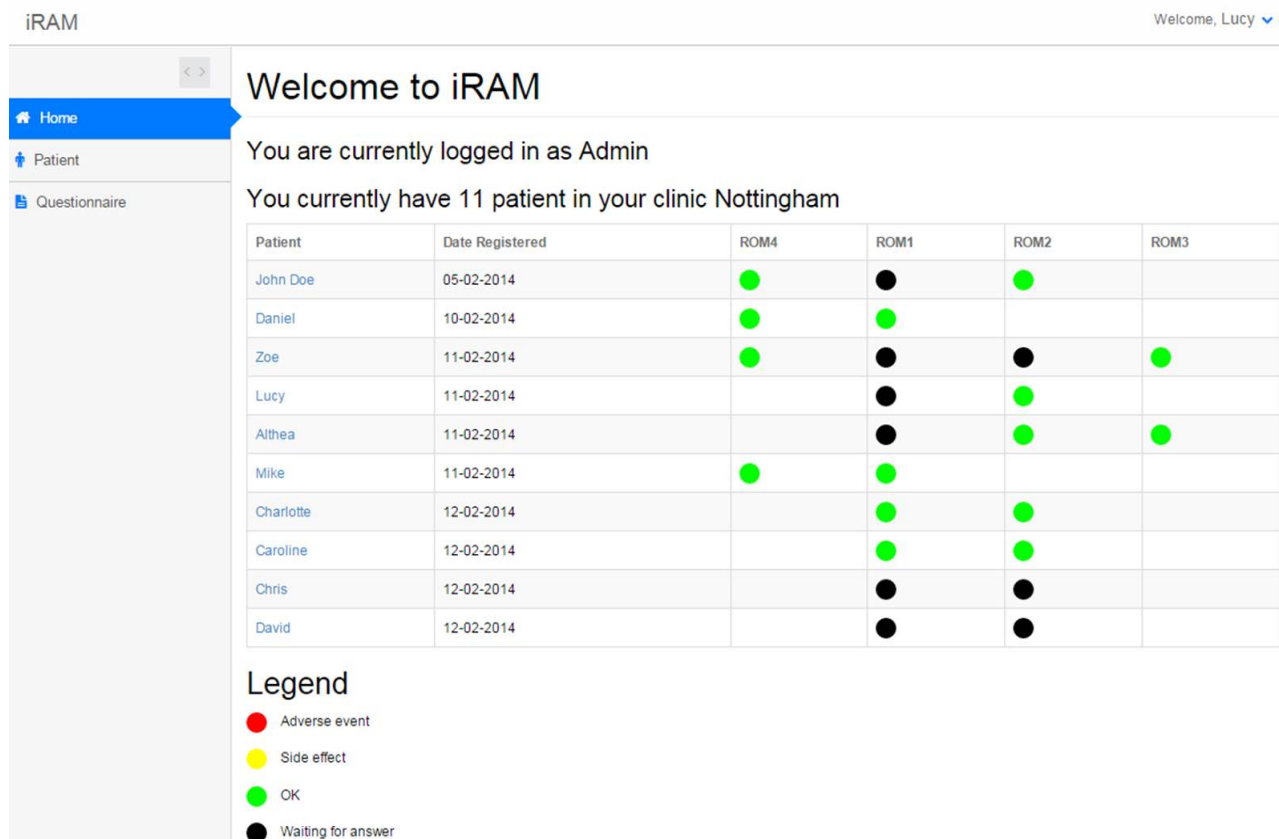 iRAM
Welcome, Lucy
Home
Patient
Questionnaire
Welcome to iRAM
You are currently logged in as Admin
You currently have 11 patient in your clinic Nottingham
Patient Date Registered ROM4 ROM1 ROM2 ROM3
John Doe 05-02-2014
Daniel 10-02-2014
Zoe 11-02-2014
Lucy 11-02-2014
Althea 11-02-2014
Mike 11-02-2014
Charlotte 12-02-2014
Caroline 12-02-2014
Chris 12-02-2014
David 12-02-2014
Legend
Adverse event
Side effect
OK
Waiting for answer